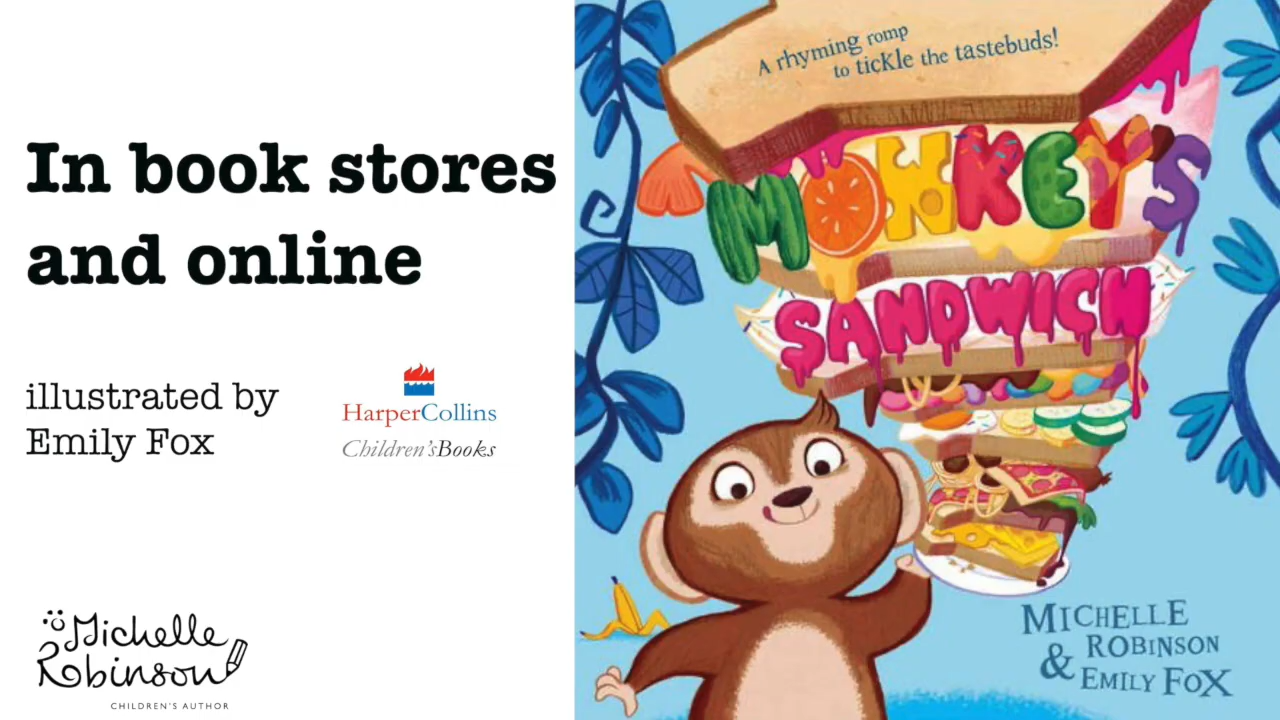 In book stores
and online
illustrated by
Emily Fox
HarperCollins
Children'sBooks
Michelle
Robinson
CHILDREN'S AUTHOR
A rhyming romp
to tickle the tastebuds!
MONKEY'S
SANDWICH
MICHELLE
ROBINSON
& EMILY FOX